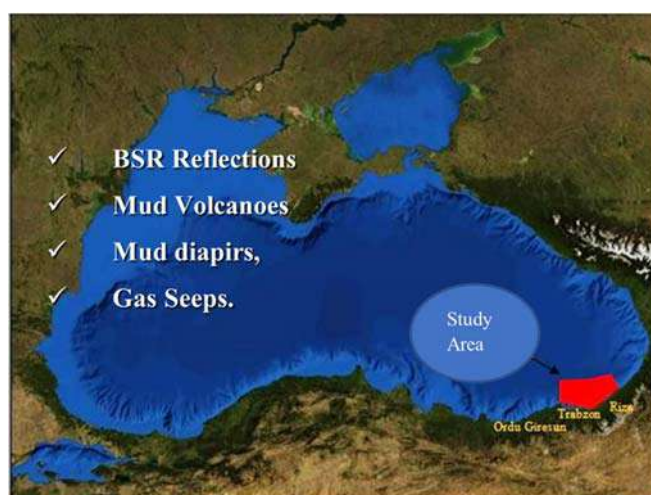 ✓ BSR Reflections
✓ Mud Volcanoes
✓ Mud diapirs,
✓ Gas Seeps.
Study
Area
Rize
Trabzon
Ordu Giresun